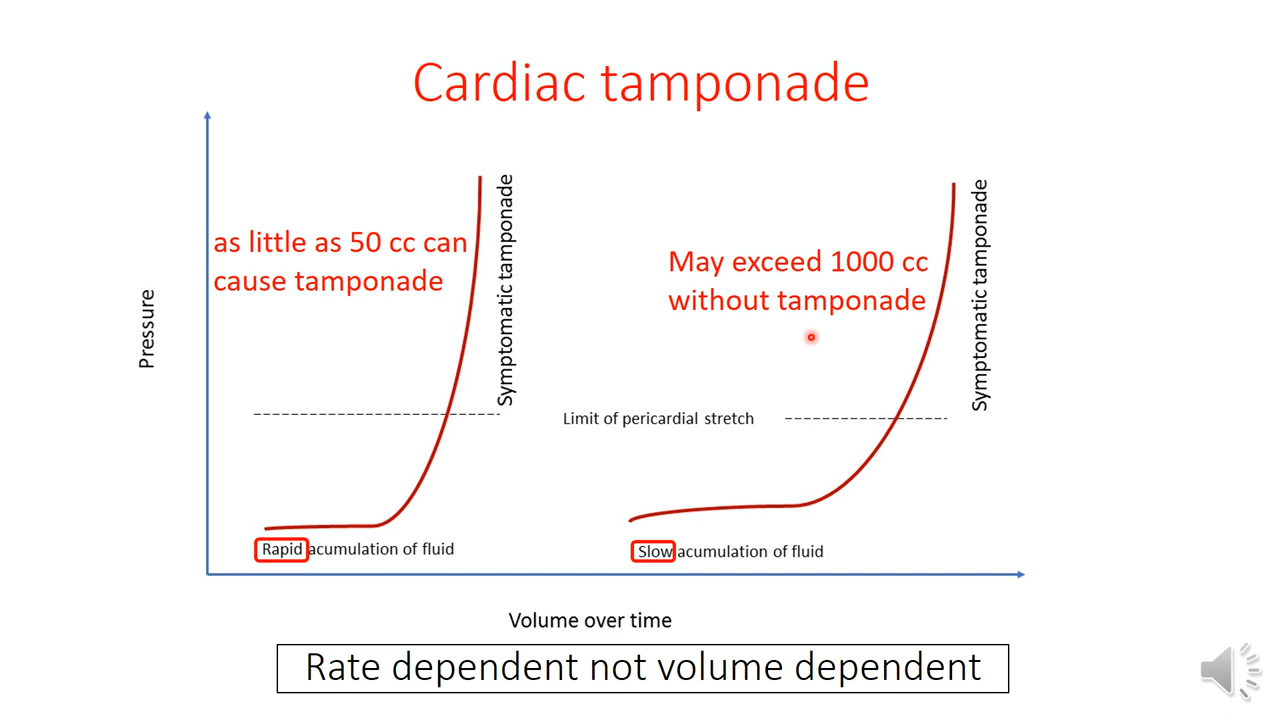 Cardiac tamponade
as little as 50 cc can
cause tamponade
Symptomatic tamponade
May exceed 1000 cc
without tamponade
Symptomatic tamponade
Pressure
Limit of pericardial stretch
Rapid acumulation of fluid
Slow acumulation of fluid
Volume over time
Rate dependent not volume dependent